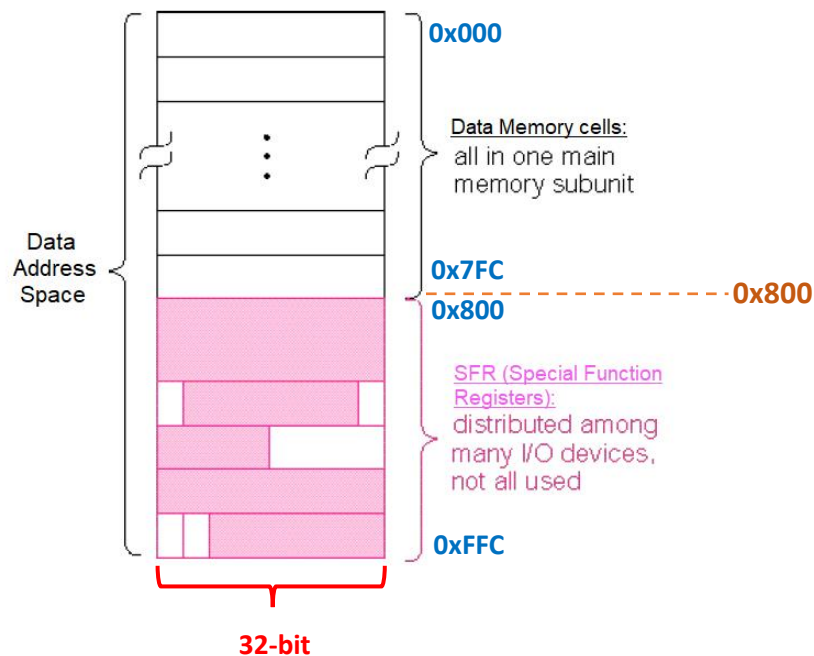 0x000
Data Memory cells:
all in one main
memory subunit
Data
Address
Space
0x7FC
0x800
0x800
SFR (Special Function
Registers):
distributed among
many I/O devices,
not all used
0xFFC
32-bit